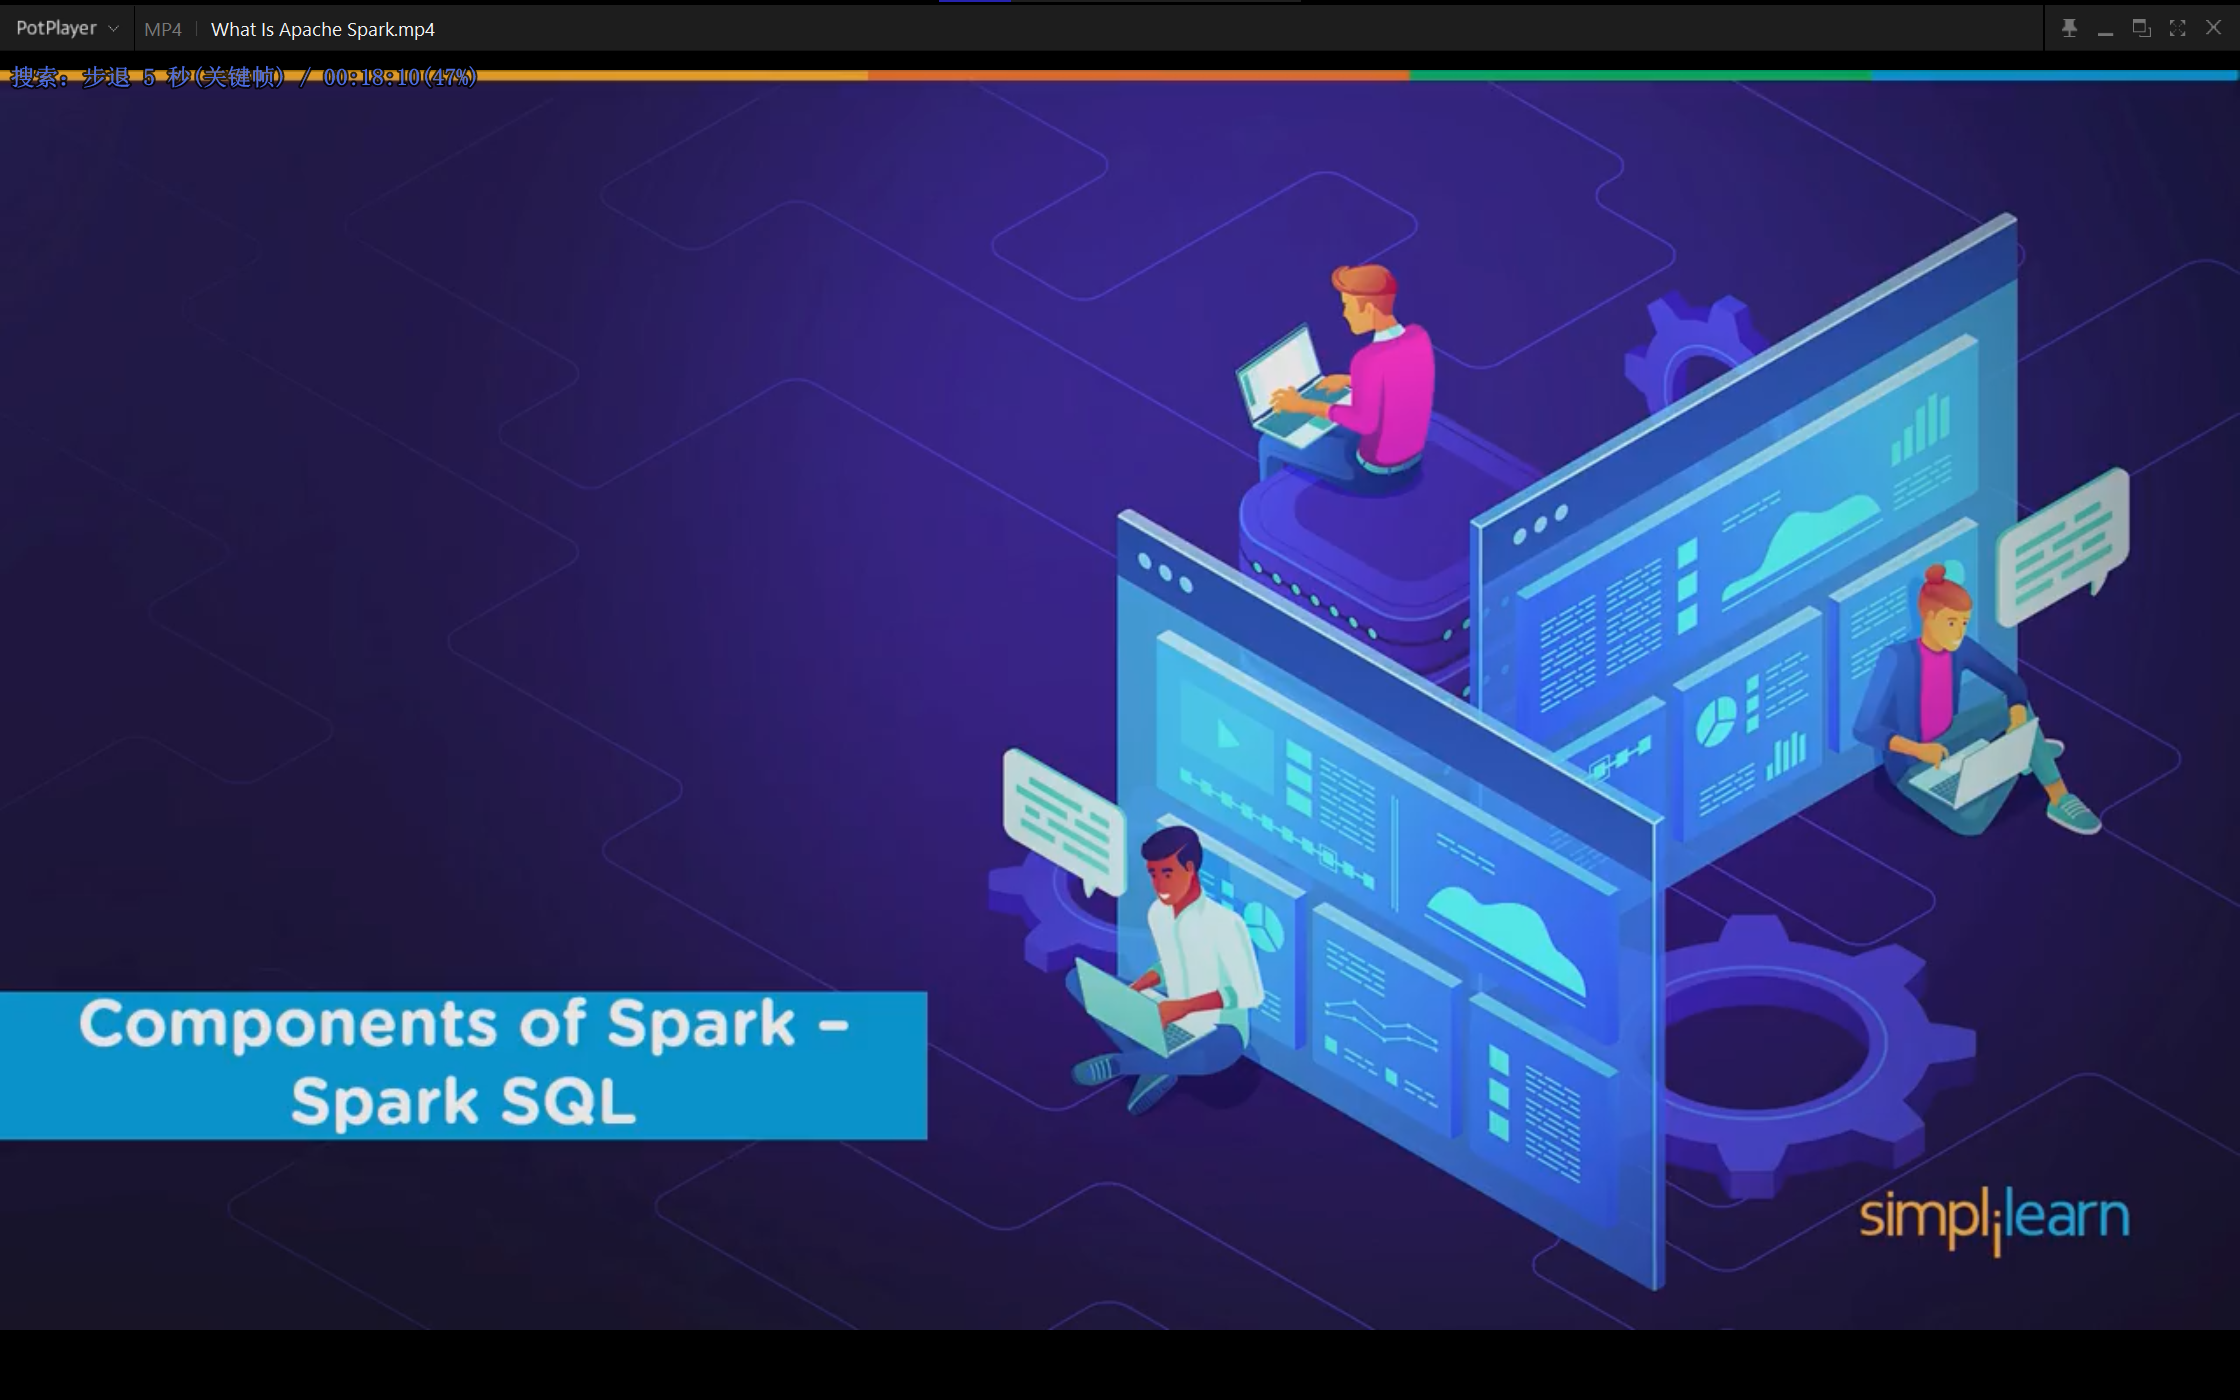 PotPlayer MP4 What Is Apache Spark.mp4
搜索: 步退 5 秒(关键帧) / 00:18:10(47%)
Components of Spark –
Spark SQL
simplilearn